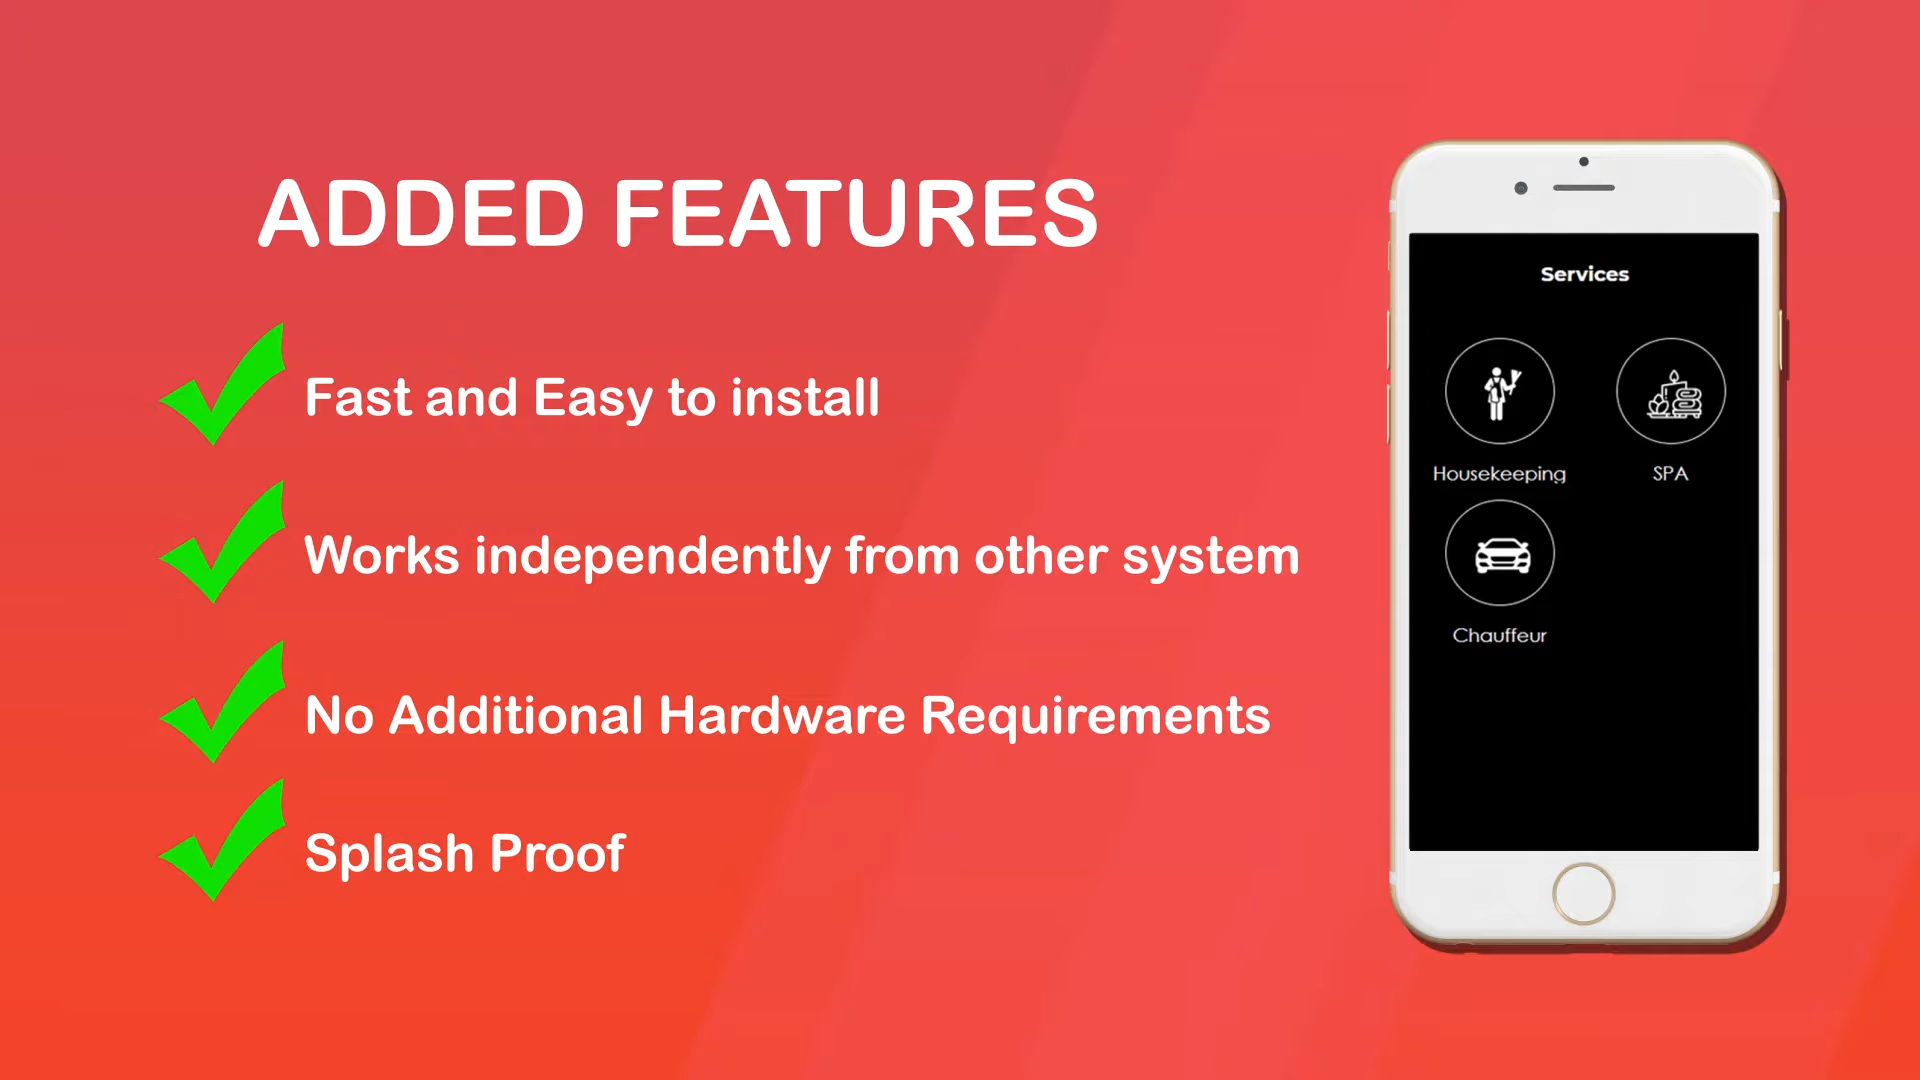 ADDED FEATURES
Fast and Easy to install
Works independently from other system
No Additional Hardware Requirements
Splash Proof
Services
Housekeeping
SPA
Chauffeur